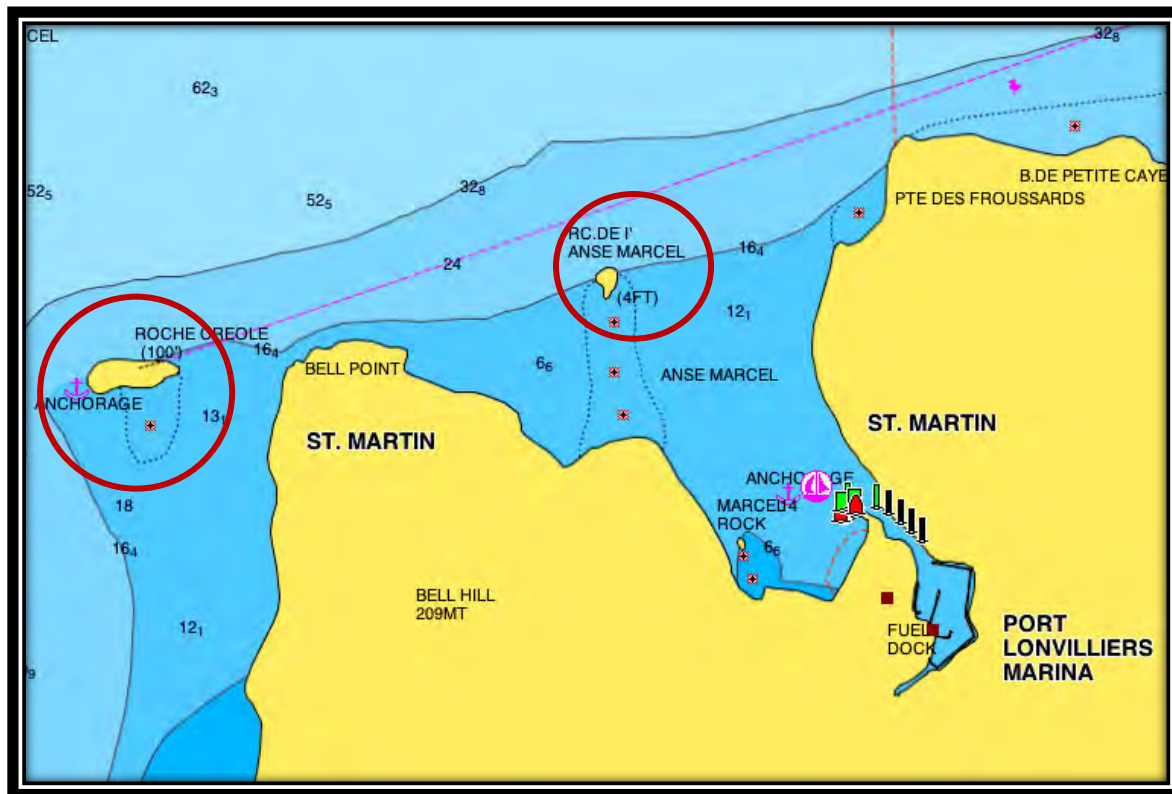 CEL
32₈
62₃
B.DE PETITE CAYE
52₅
32₈
52₅
PTE DES FROUSSARDS
RC.DE I'
ANSE MARCEL
16₄
24
(4FT)
12₁
ROCHE CREOLE
(100')
16₄
BELL POINT
6₆
ANSE MARCEL
ANCHORAGE
13₁
ST. MARTIN
ST. MARTIN
ANCHORAGE
18
MARCEL
14
ROCK
16₄
6₆
BELL HILL
209MT
12₁
FUEL
DOCK
PORT
LONVILLIERS
MARINA
9